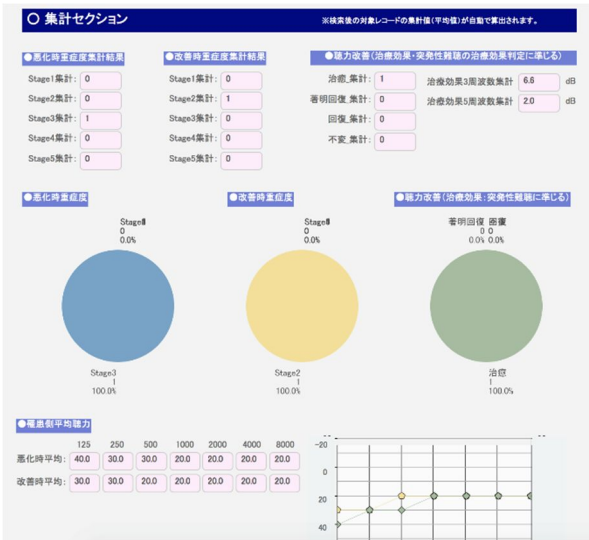 ○ 集計セクション ※検索後の対象レコードの集計値(平均値)が自動で算出されます。
●悪化時重症度集計結果 ●改善時重症度集計結果 ●聴力改善(治療効果・突発性難聴の治療効果判定に準じる)
Stage1集計: 0 Stage1集計: 0 治癒_集計: 1 治療効果3周波数集計 6.6 dB
Stage2集計: 0 Stage2集計: 1 著明回復_集計: 0 治療効果5周波数集計 2.0 dB
Stage3集計: 1 Stage3集計: 0 回復_集計: 0
Stage4集計: 0 Stage4集計: 0 不変_集計: 0
Stage5集計: 0 Stage5集計: 0
●悪化時重症度 ●改善時重症度 ●聴力改善(治療効果:突発性難聴に準じる)
Stage Stage 著明回復
0 0 0 0
0.0% 0.0% 0.0% 0.0%
Stage3 Stage2 治癒
1 1 1
100.0% 100.0% 100.0%
●罹患側平均聴力
125 250 500 1000 2000 4000 8000
悪化時平均: 40.0 30.0 30.0 20.0 20.0 20.0 20.0
改善時平均: 30.0 30.0 20.0 20.0 20.0 20.0 20.0
-20
0
20
40